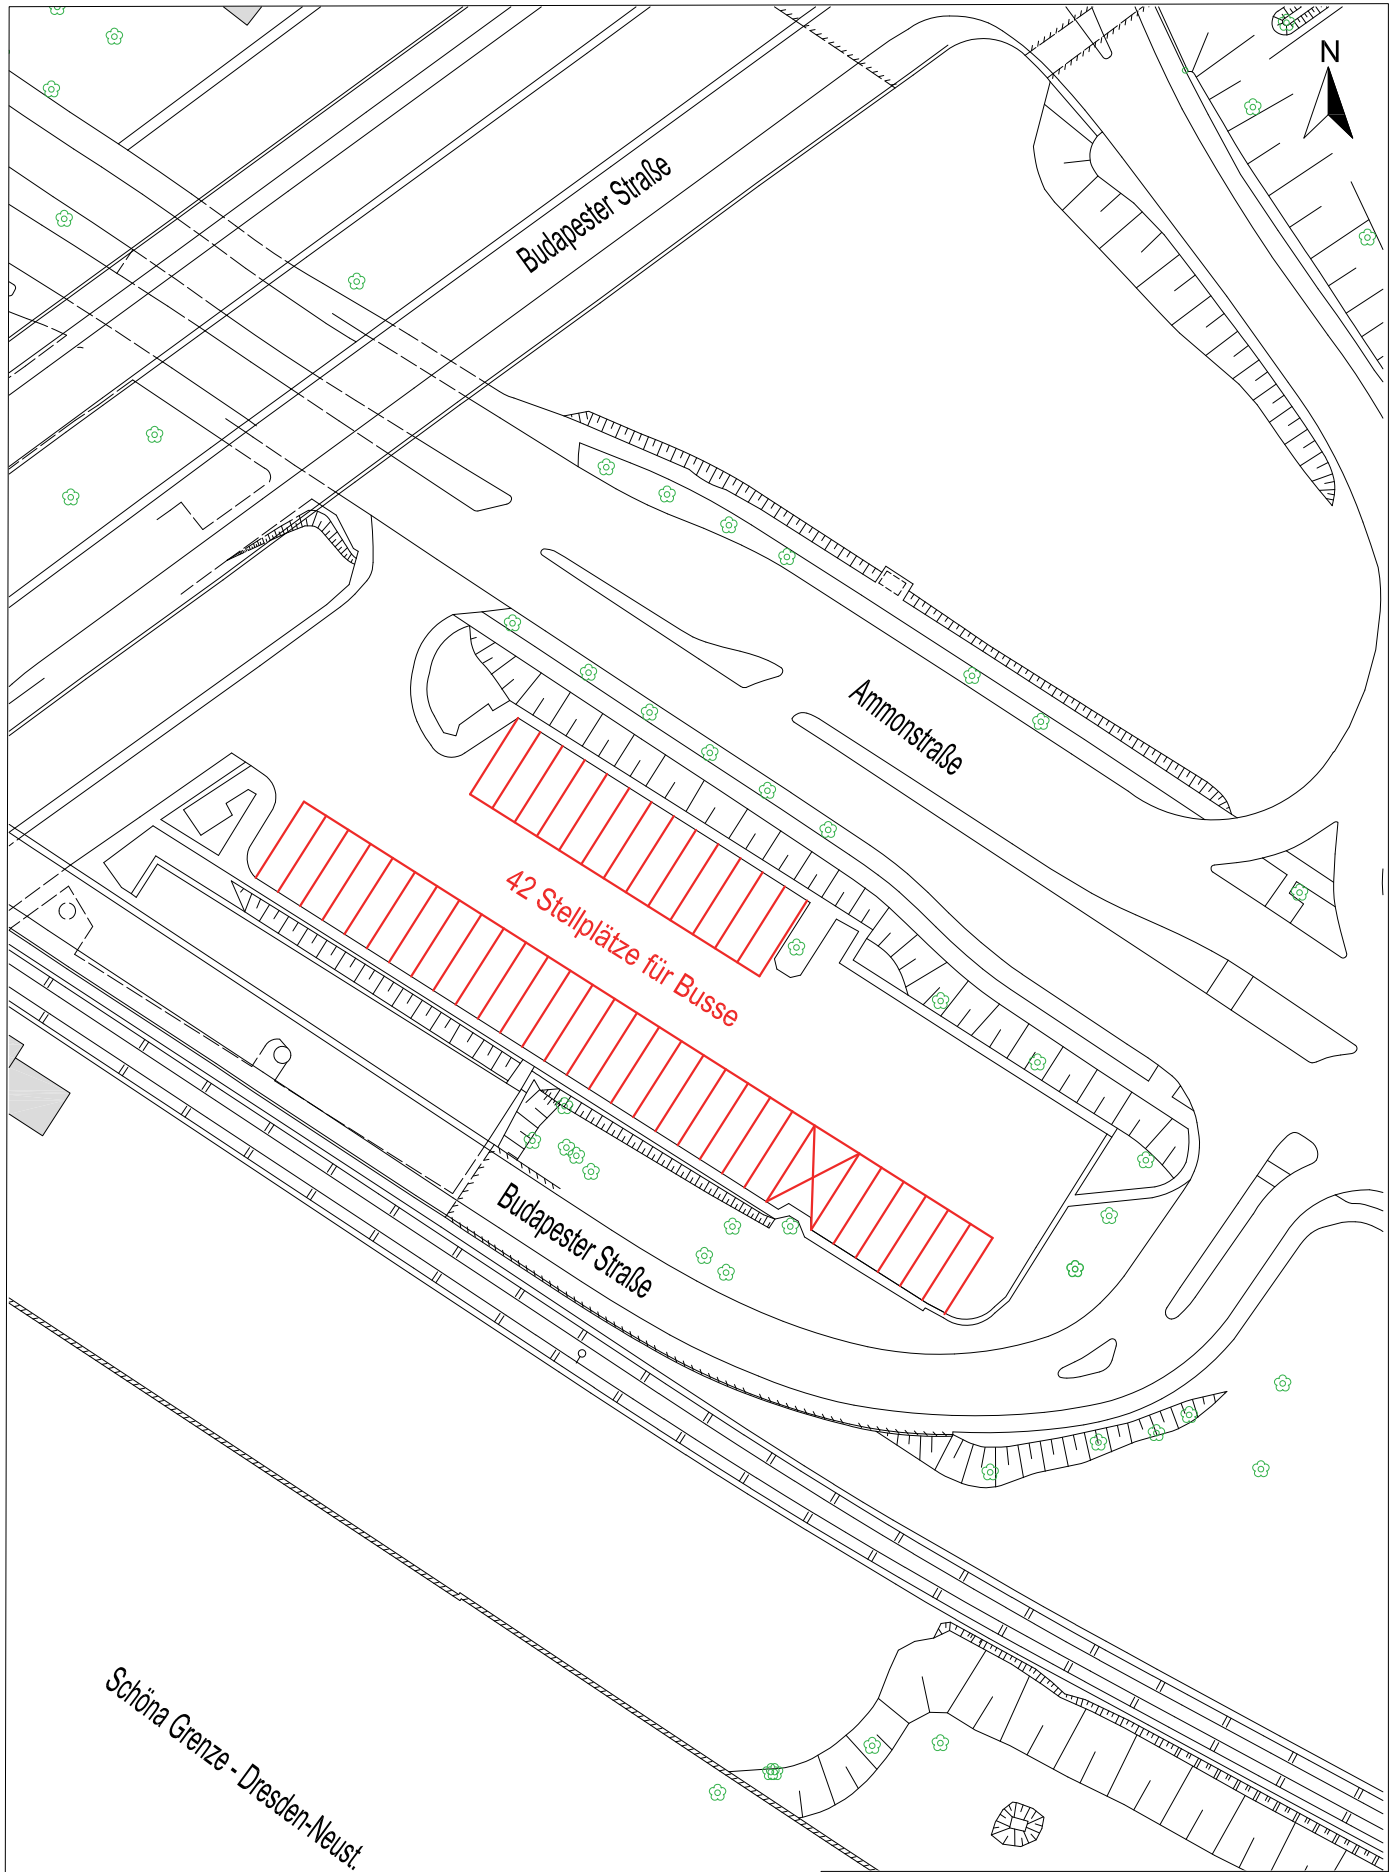 N
Budapester Straße
Ammonstraße
42 Stellplätze für Busse
Budapester Straße
Schöna Grenze - Dresden-Neust.